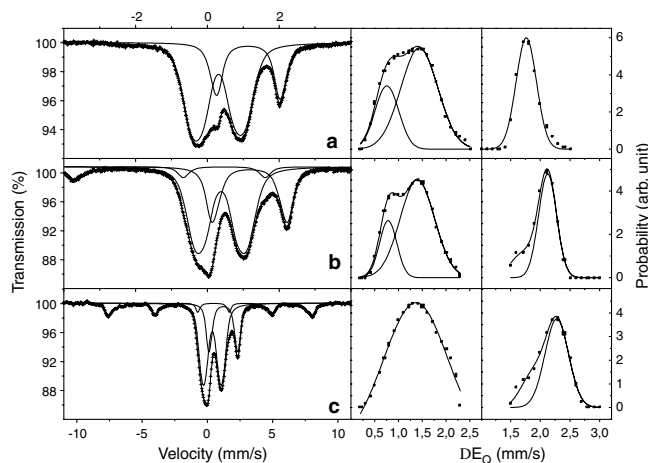 -2 0 2
100
98
96
94
a
6
4
2
0
100
96
92
88
b
4
2
0
100
96
92
88
c
4
3
2
1
0
-10 -5 0 5 10
0,5 1,0 1,5 2,0 2,5
1,0 1,5 2,0 2,5 3,0
Transmission (%)
Probability (arb. unit)
Velocity (mm/s)
DE_Q (mm/s)